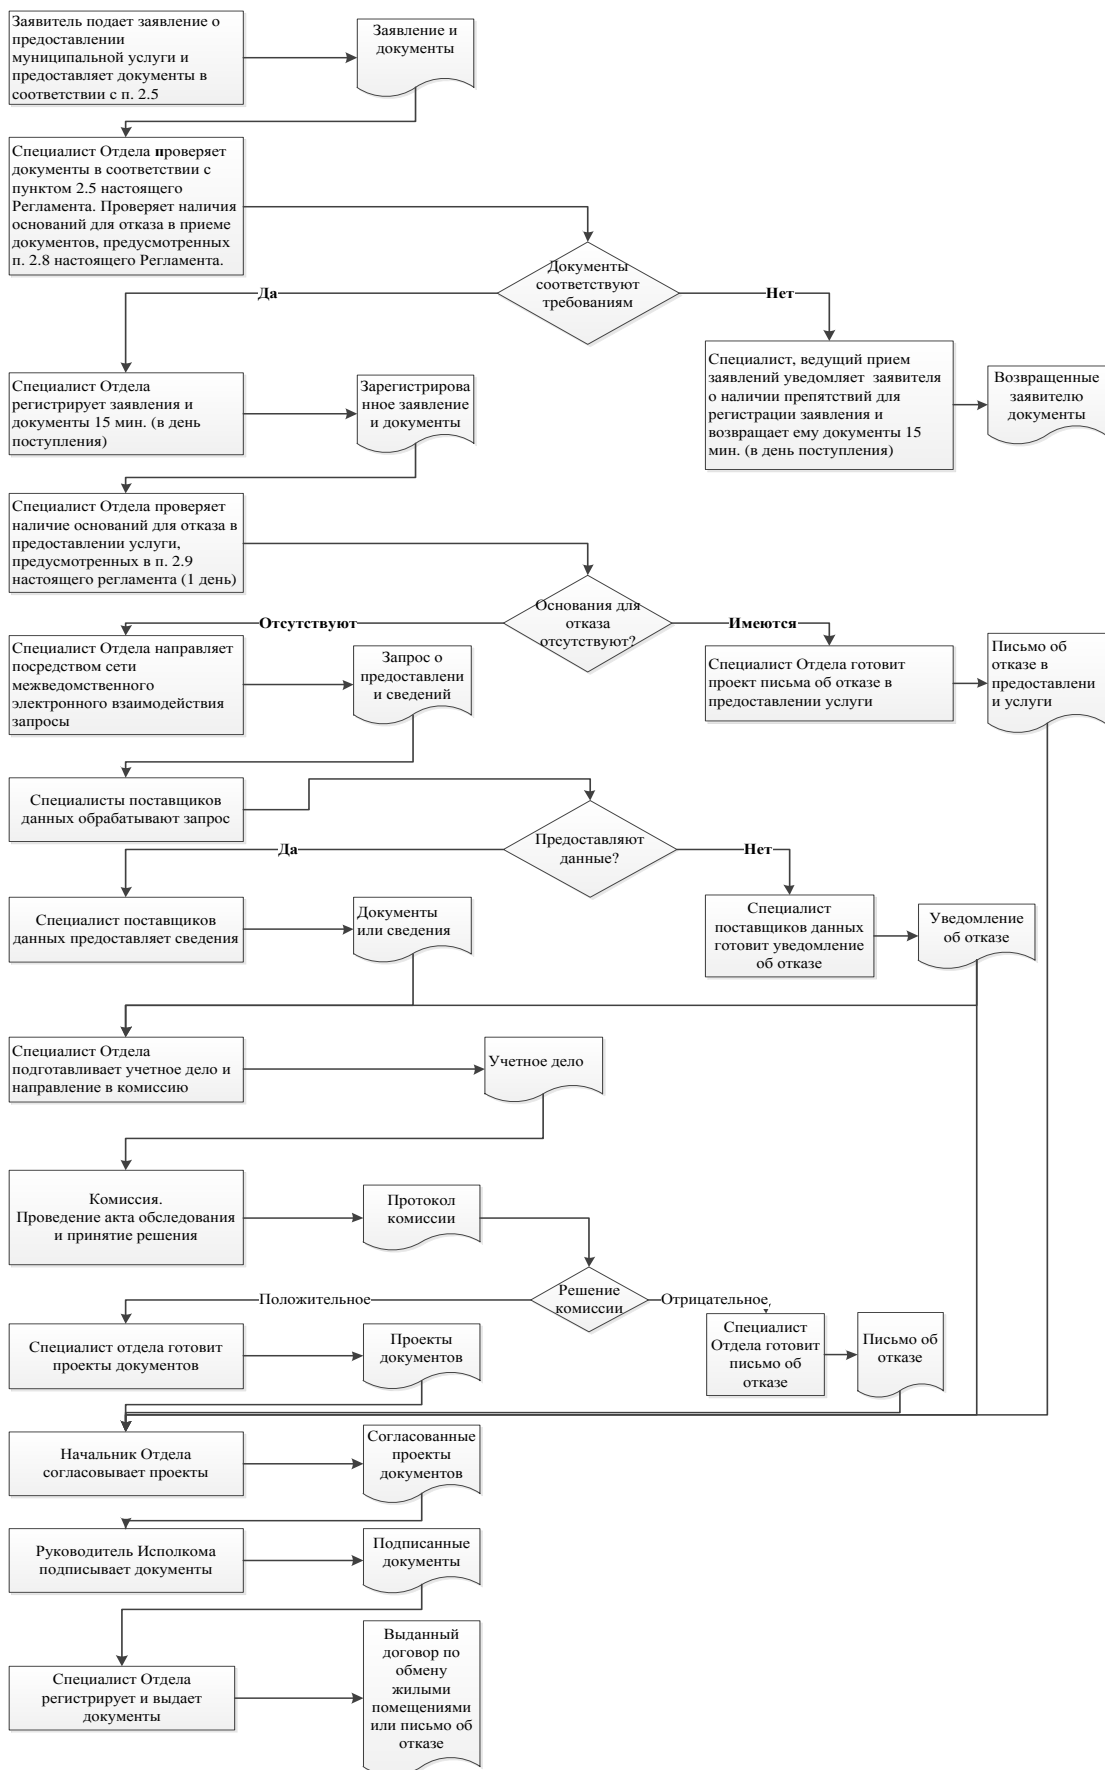 Заявитель подает заявление о
предоставлении
муниципальной услуги и
предоставляет документы в
соответствии с п. 2.5
Заявление и
документы
Специалист Отдела проверяет
документы в соответствии с
пунктом 2.5 настоящего
Регламента. Проверяет наличия
оснований для отказа в приеме
документов, предусмотренных
п. 2.8 настоящего Регламента.
Документы
соответствуют
требованиям
Да
Нет
Специалист Отдела
регистрирует заявления и
документы 15 мин. (в день
поступления)
Зарегистрирова
нное заявление
и документы
Специалист, ведущий прием
заявлений уведомляет заявителя
о наличии препятствий для
регистрации заявления и
возвращает ему документы 15
мин. (в день поступления)
Возвращенные
заявителю
документы
Специалист Отдела проверяет
наличие оснований для отказа в
предоставлении услуги,
предусмотренных в п. 2.9
настоящего регламента (1 день)
Основания для
отказа
отсутствуют?
Отсутствуют
Имеются
Специалист Отдела направляет
посредством сети
межведомственного
электронного взаимодействия
запросы
Запрос о
предоставлени
и сведений
Специалист Отдела готовит
проект письма об отказе в
предоставлении услуги
Письмо об
отказе в
предоставлени
и услуги
Специалисты поставщиков
данных обрабатывают запрос
Предоставляют
данные?
Да
Нет
Специалист поставщиков
данных предоставляет сведения
Документы
или сведения
Специалист
поставщиков данных
готовит уведомление
об отказе
Уведомление
об отказе
Специалист Отдела
подготавливает учетное дело и
направление в комиссию
Учетное дело
Комиссия.
Проведение акта обследования
и принятие решения
Протокол
комиссии
Решение
комиссии
Положительное
Отрицательное,
Специалист отдела готовит
проекты документов
Проекты
документов
Специалист
Отдела готовит
письмо об
отказе
Письмо об
отказе
Начальник Отдела
согласовывает проекты
Согласованные
проекты
документов
Руководитель Исполкома
подписывает документы
Подписанные
документы
Специалист Отдела
регистрирует и выдает
документы
Выданный
договор по
обмену
жилыми
помещениями
или письмо об
отказе